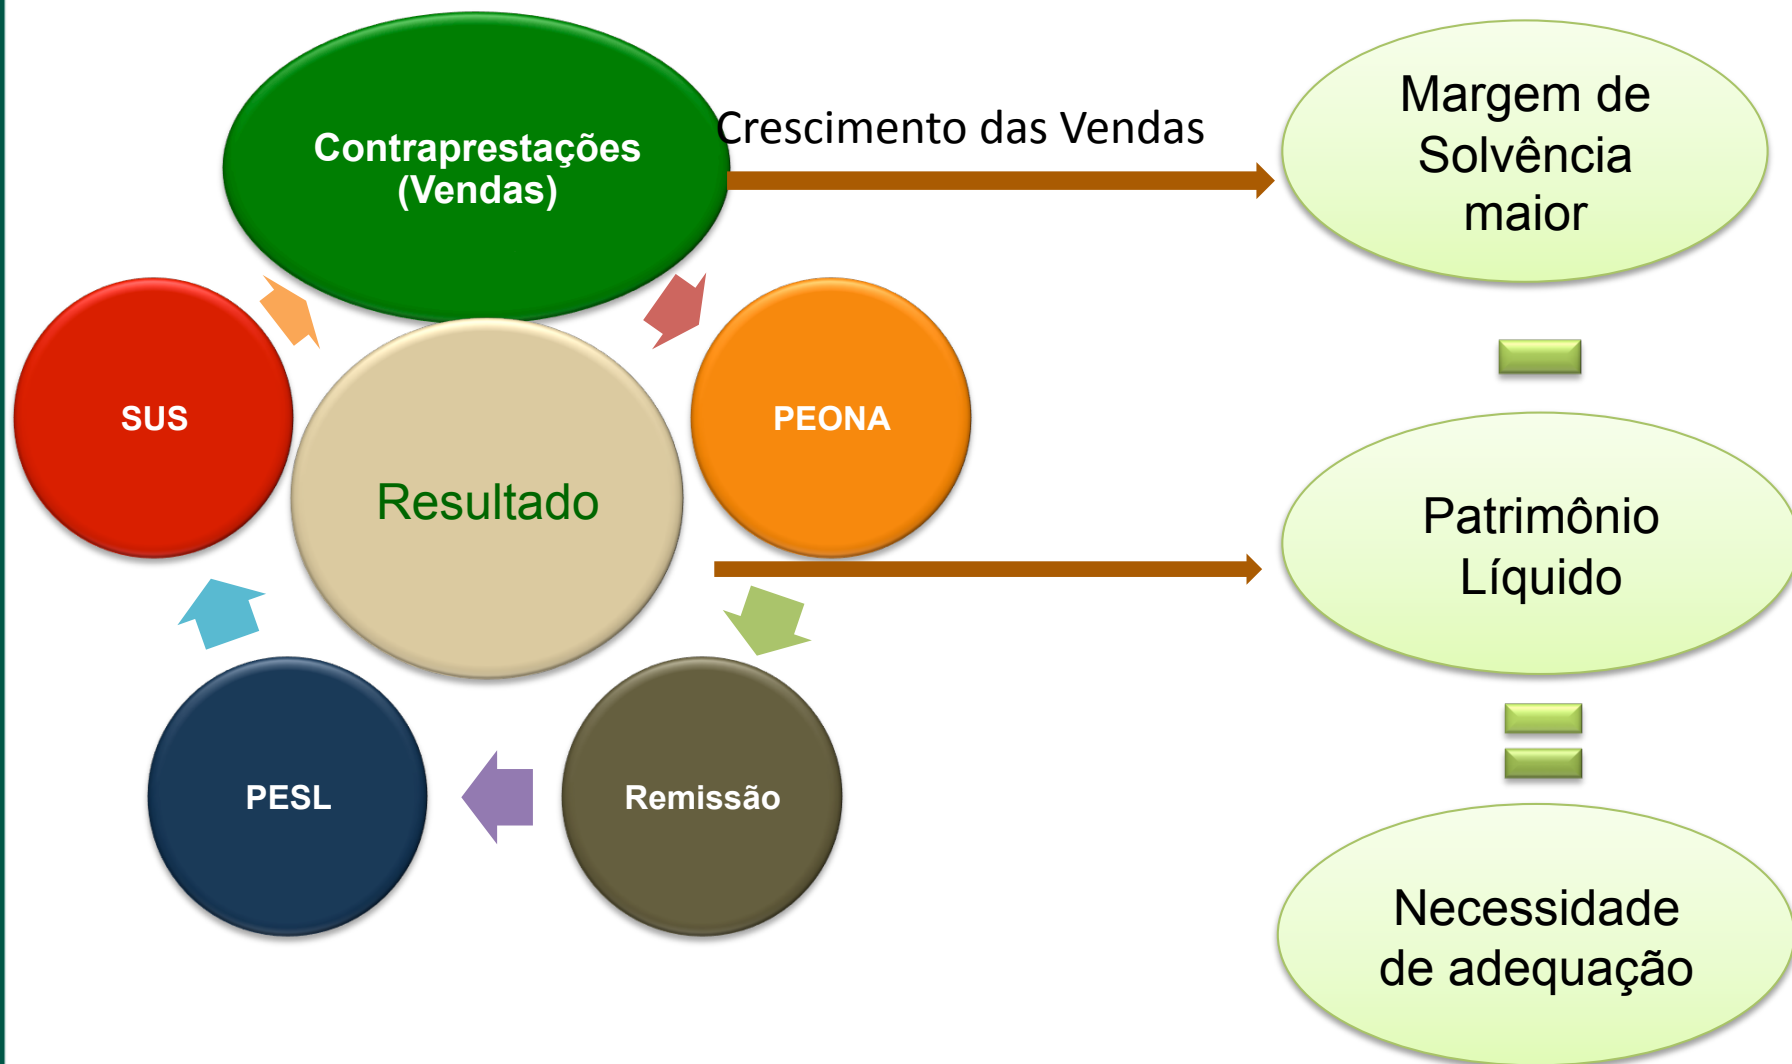 Contraprestações
(Vendas)
Crescimento das Vendas
Margem de
Solvência
maior
SUS
PEONA
Resultado
Patrimônio
Líquido
PESL
Remissão
Necessidade
de adequação